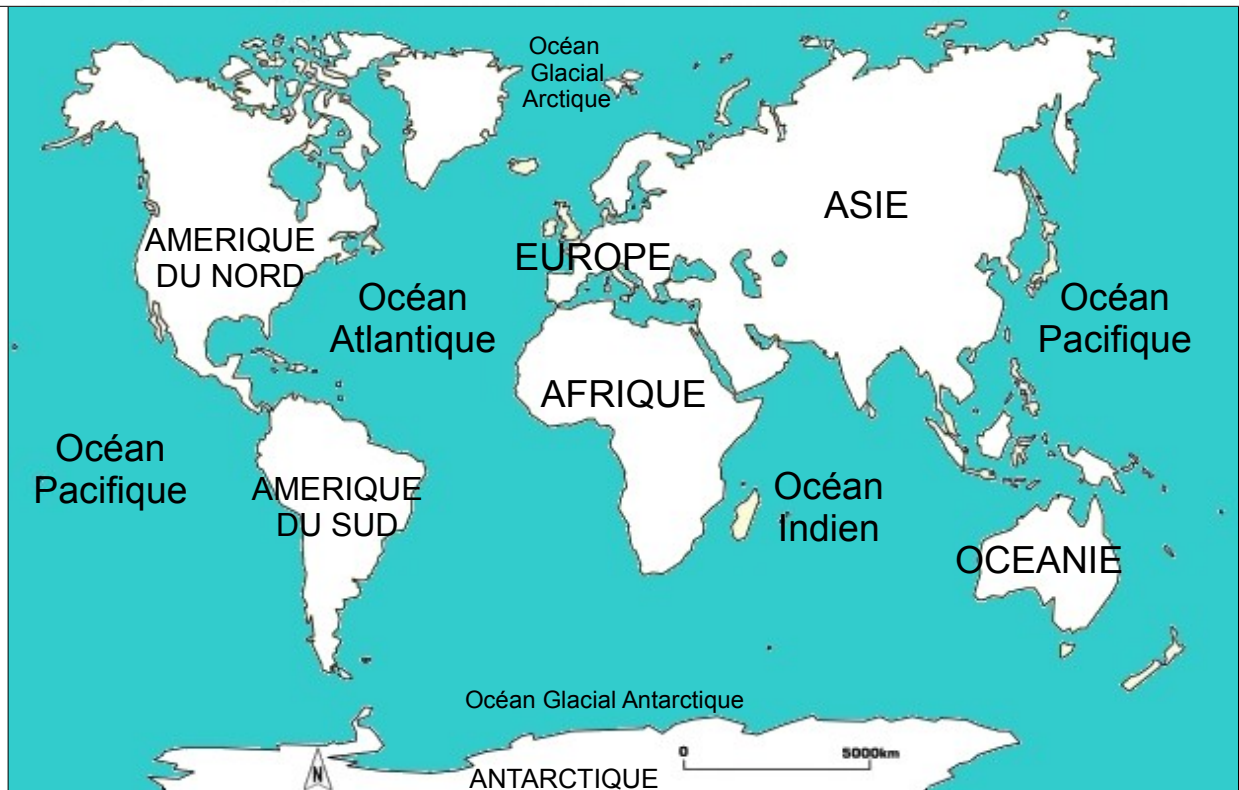 Océan
Glacial
Arctique
ASIE
AMERIQUE
DU NORD
EUROPE
Océan
Atlantique
Océan
Pacifique
AFRIQUE
Océan
Pacifique
AMERIQUE
DU SUD
Océan
Indien
OCEANIE
Océan Glacial Antarctique
0 5000km
N
ANTARCTIQUE